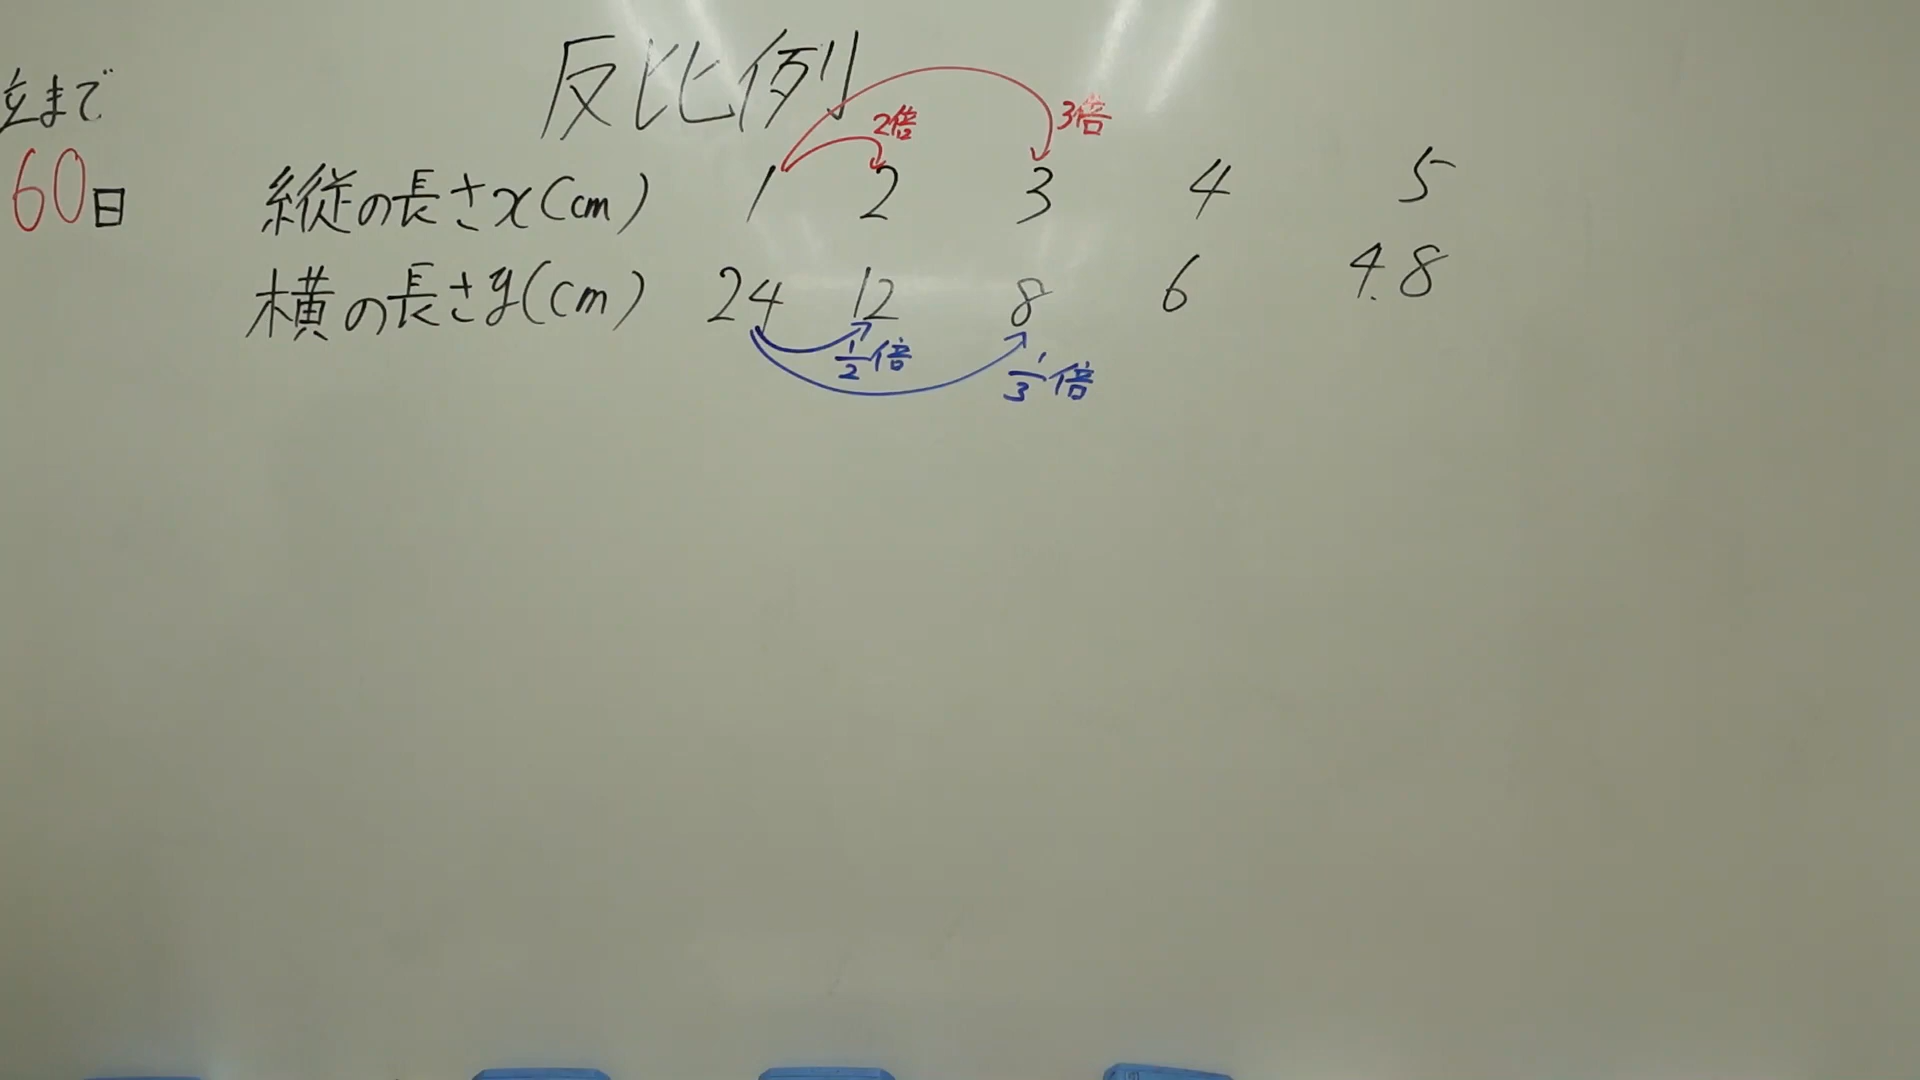 反比例
立まで
60日
2倍
3倍
縦の長さx(cm) 1 2 3 4 5
横の長さy(cm) 24 12 8 6 4.8
1/2倍
1/3倍